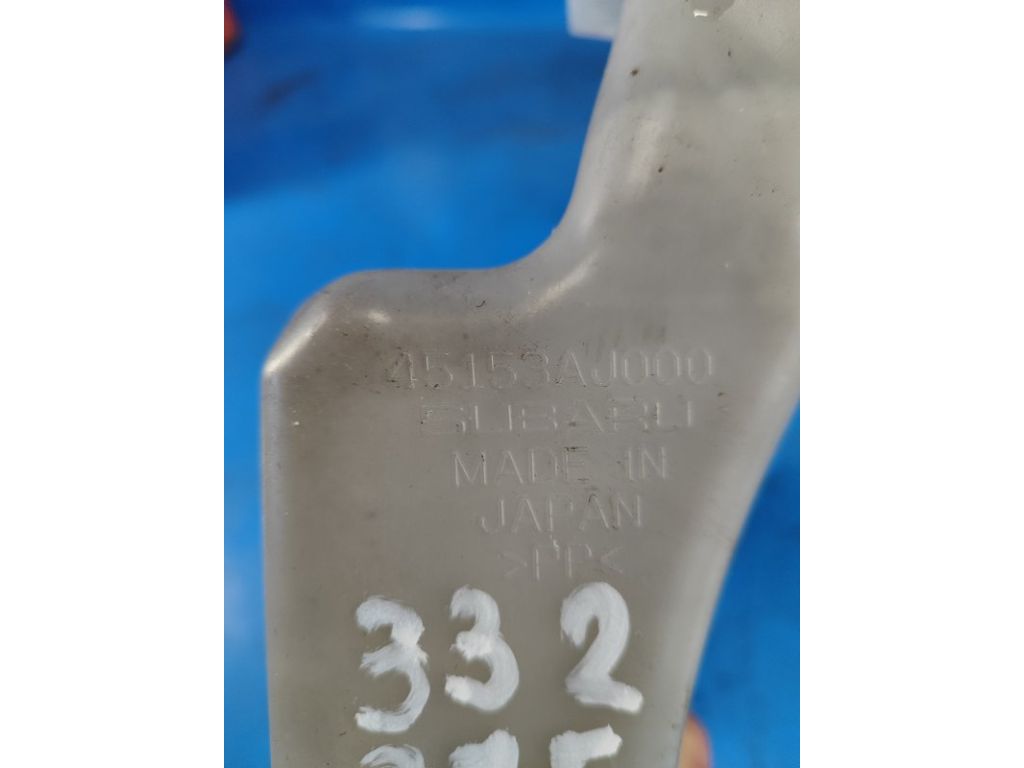 45153AJ000
SUBARU
MADE IN
JAPAN
>PP<
332